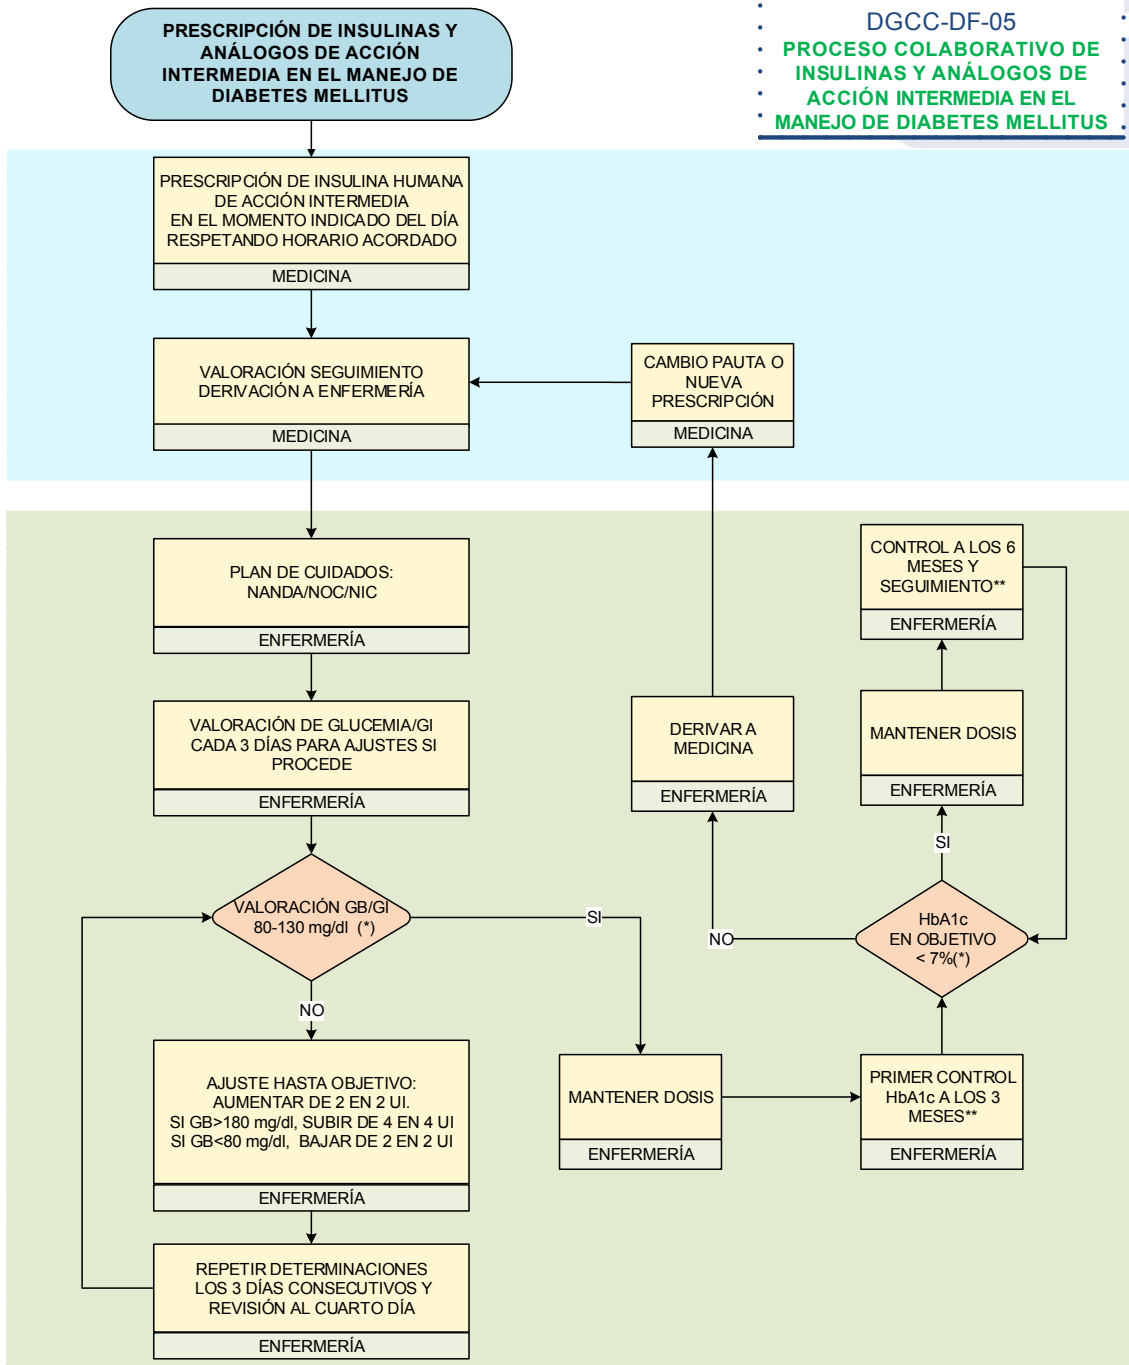 PRESCRIPCIÓN DE INSULINAS Y
ANÁLOGOS DE ACCIÓN
INTERMEDIA EN EL MANEJO DE
DIABETES MELLITUS
DGCC-DF-05
PROCESO COLABORATIVO DE
INSULINAS Y ANÁLOGOS DE
ACCIÓN INTERMEDIA EN EL
MANEJO DE DIABETES MELLITUS
PRESCRIPCIÓN DE INSULINA HUMANA
DE ACCIÓN INTERMEDIA
EN EL MOMENTO INDICADO DEL DÍA
RESPETANDO HORARIO ACORDADO
MEDICINA
VALORACIÓN SEGUIMIENTO
DERIVACIÓN A ENFERMERÍA
MEDICINA
CAMBIO PAUTA O
NUEVA
PRESCRIPCIÓN
MEDICINA
PLAN DE CUIDADOS:
NANDA/NOC/NIC
ENFERMERÍA
VALORACIÓN DE GLUCEMIA/GI
CADA 3 DÍAS PARA AJUSTES SI
PROCEDE
ENFERMERÍA
VALORACIÓN GB/GI
80-130 mg/dl (*)
SI
NO
AJUSTE HASTA OBJETIVO:
AUMENTAR DE 2 EN 2 UI.
SI GB>180 mg/dl, SUBIR DE 4 EN 4 UI
SI GB<80 mg/dl, BAJAR DE 2 EN 2 UI
ENFERMERÍA
REPETIR DETERMINACIONES
LOS 3 DÍAS CONSECUTIVOS Y
REVISIÓN AL CUARTO DÍA
ENFERMERÍA
MANTENER DOSIS
ENFERMERÍA
PRIMER CONTROL
HbA1c A LOS 3
MESES**
ENFERMERÍA
HbA1c
EN OBJETIVO
< 7%(*)
NO
SI
DERIVAR A
MEDICINA
ENFERMERÍA
MANTENER DOSIS
ENFERMERÍA
CONTROL A LOS 6
MESES Y
SEGUIMIENTO**
ENFERMERÍA